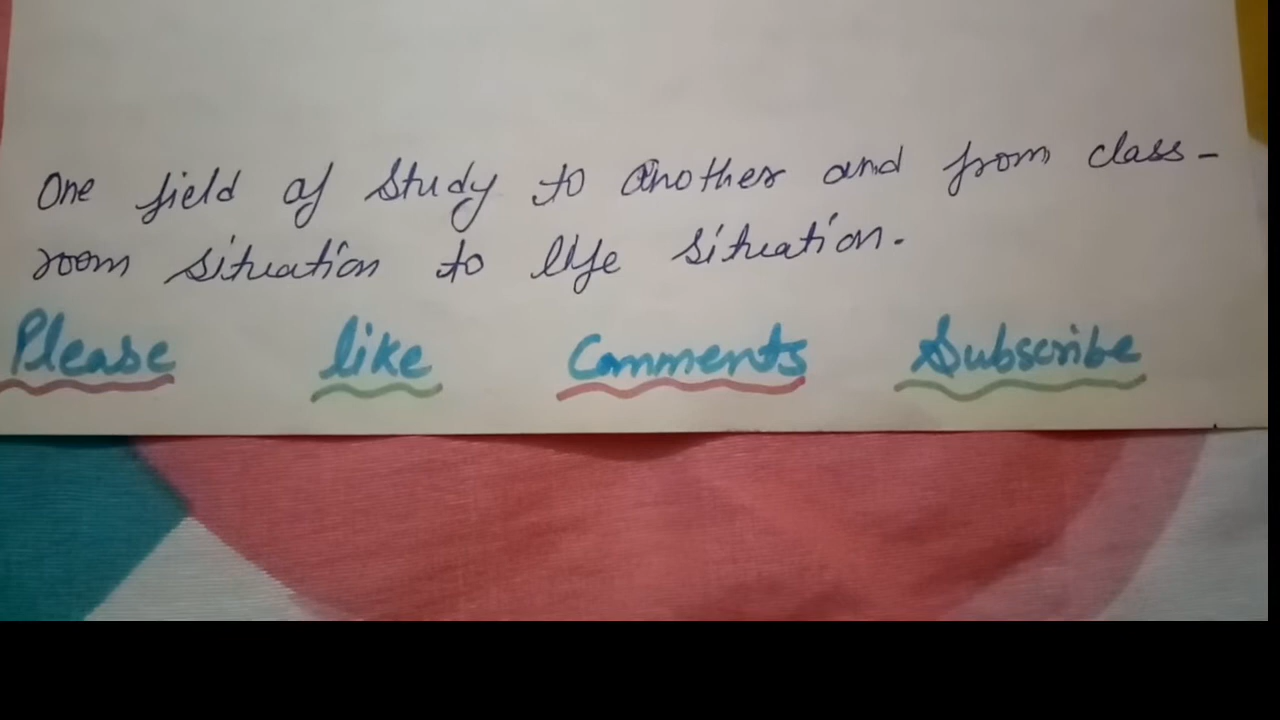 One field of Study to Another and from class-
room situation to life situation.
Please like Comments Subscribe